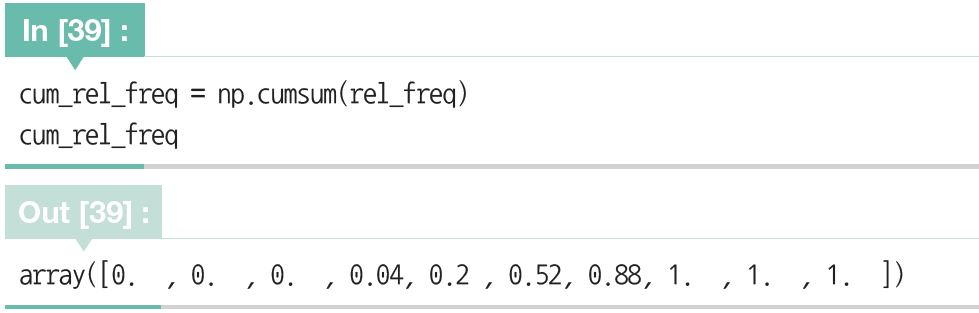 In [39] :
cum_rel_freq = np.cumsum(rel_freq)
cum_rel_freq
Out [39] :
array([0.  , 0.  , 0.  , 0.04, 0.2 , 0.52, 0.88, 1.  , 1.  , 1.  ])